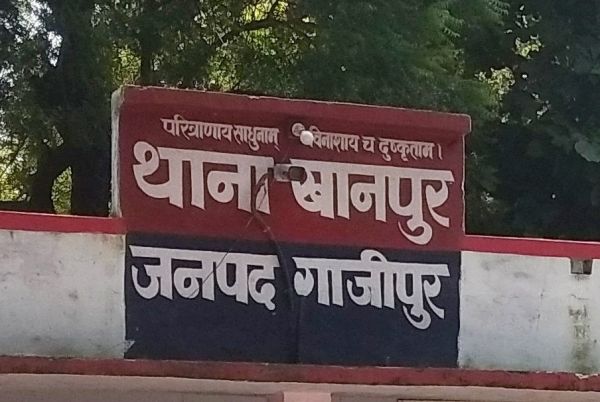 परित्राणाय साधुनाम् विनाशाय च दुष्कृताम।
थाना खानपुर
जनपद गाजीपुर